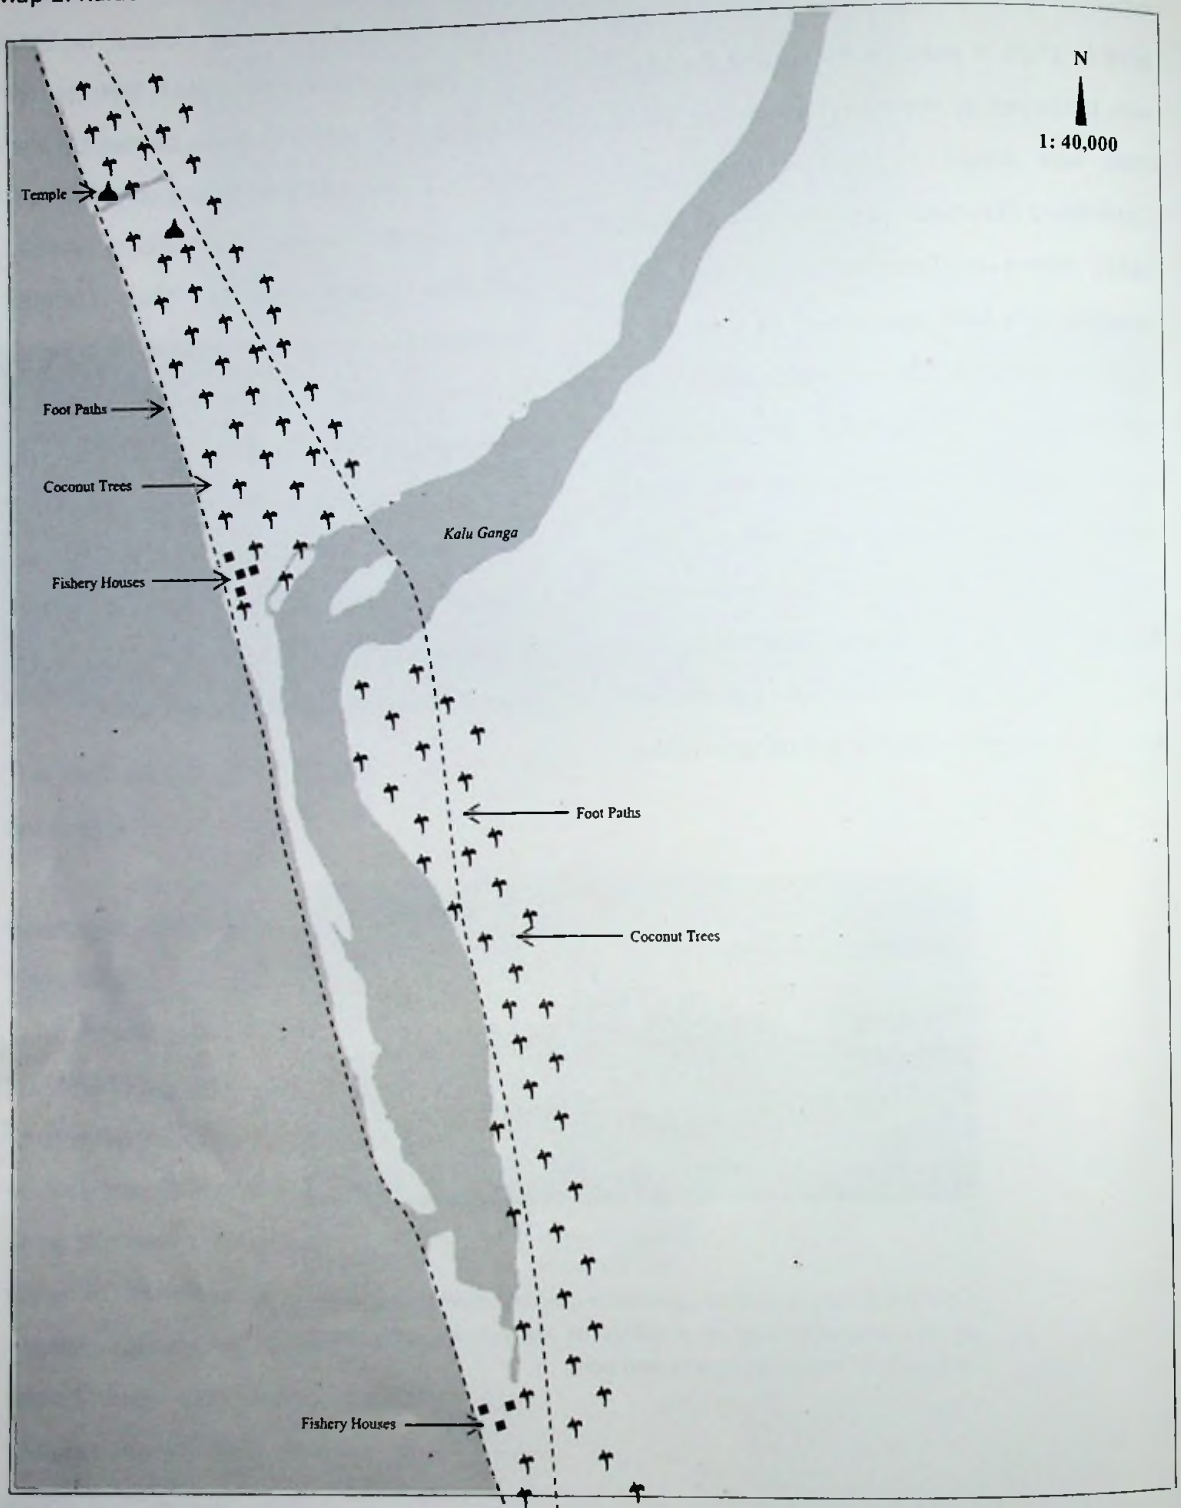 N
1: 40,000
Temple
Foot Paths
Coconut Trees
Kalu Ganga
Fishery Houses
Foot Paths
Coconut Trees
Fishery Houses